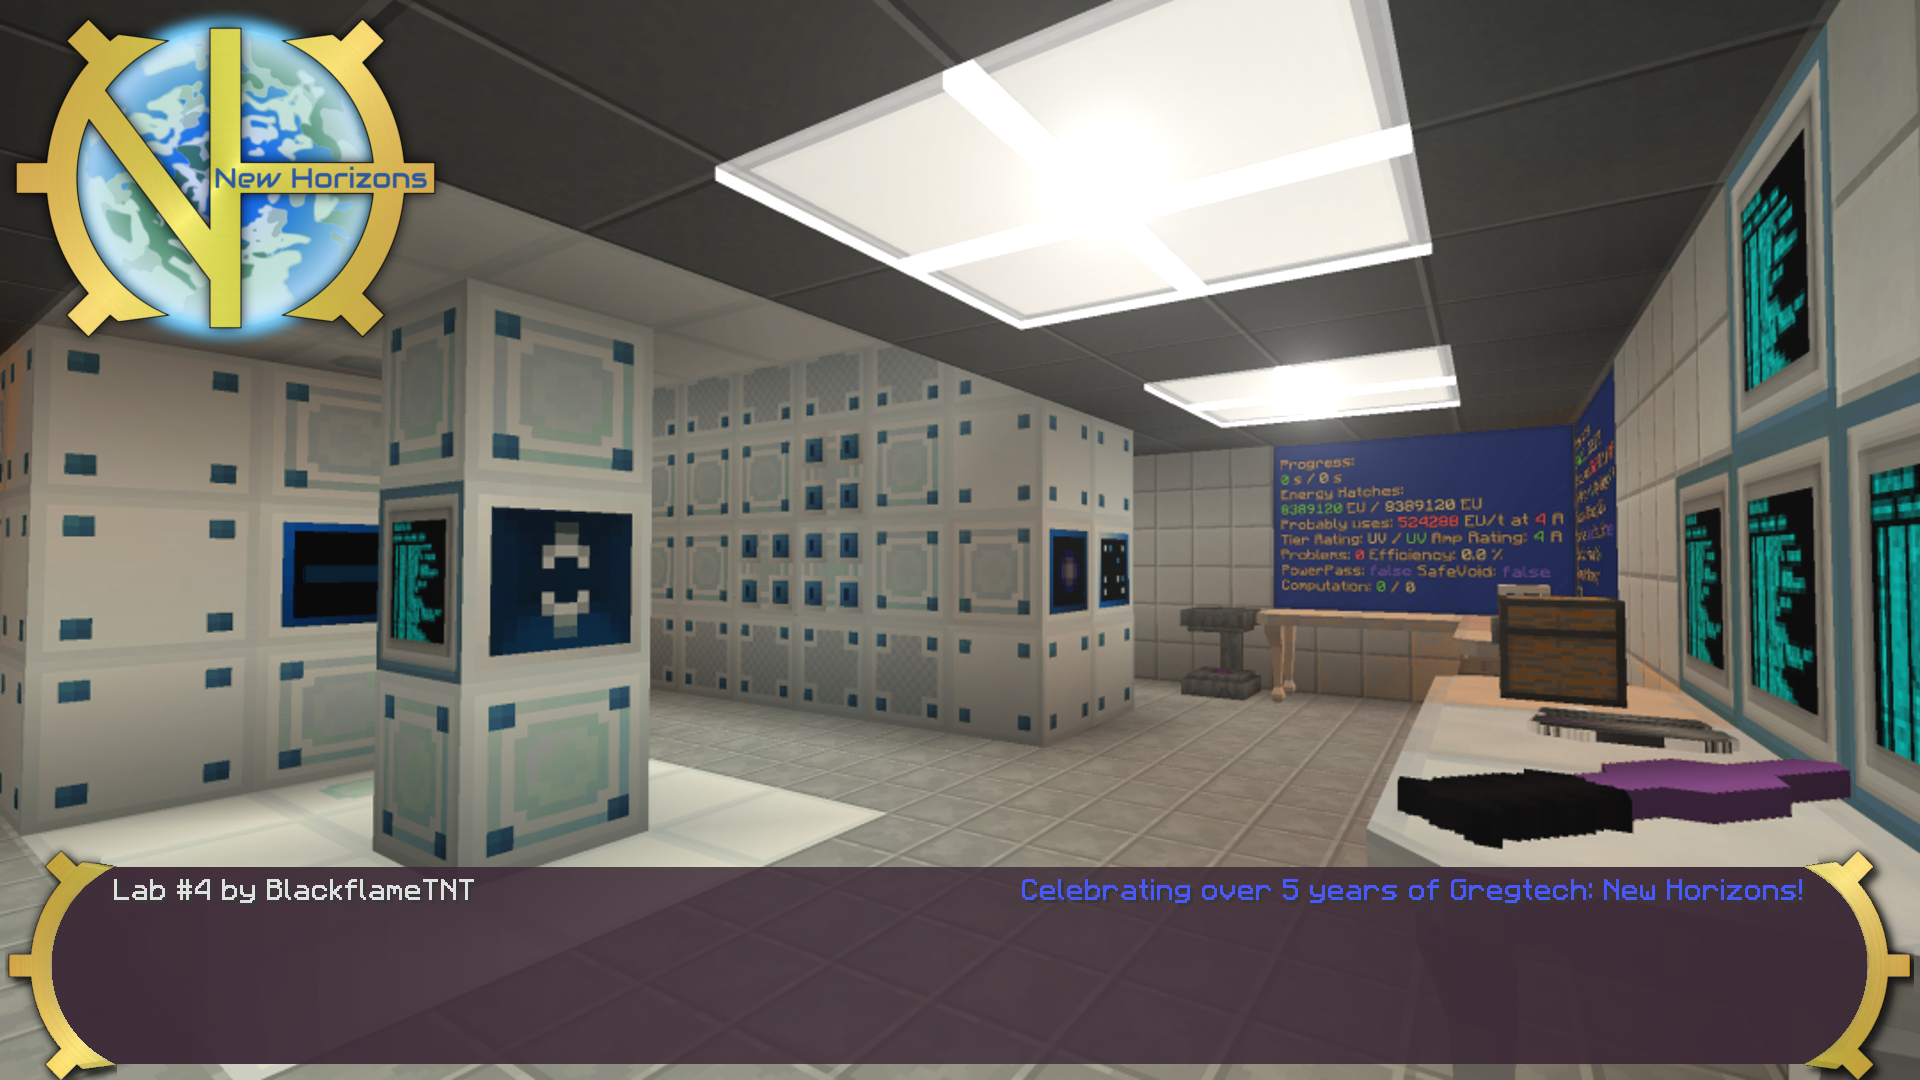 New Horizons
Progress:
0 s / 0 s
Energy Hatches:
8389120 EU / 8389120 EU
Probably uses: 524288 EU/t at 4 A
Tier Rating: UV / UV Amp Rating: 4 A
Problems: 0 Efficiency: 0.0 %
PowerPass: false SafeVoid: false
Computation: 0 / 0
Lab #4 by BlackflameTNT
Celebrating over 5 years of Gregtech: New Horizons!